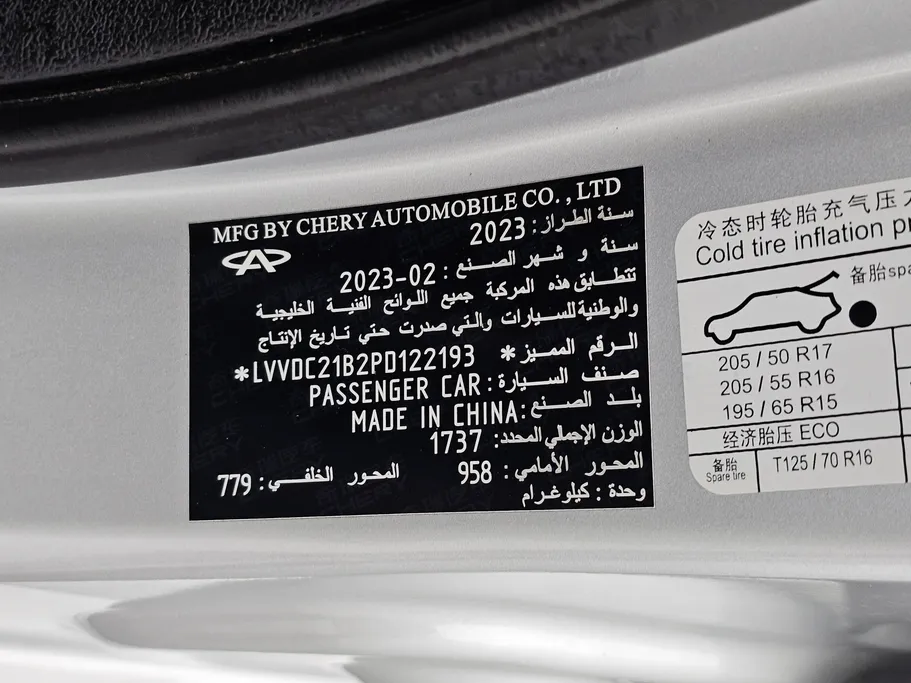 MFG BY CHERY AUTOMOBILE CO., LTD
سنة الطراز: 2023
سنة و شهر الصنع: 2023-02
تتطابق هذه المركبة جميع اللوائح الفنية الخليجية
والوطنية للسيارات والتي صدرت حتي تاريخ الإنتاج
الرقم المميز: *LVVDC21B2PD122193*
صنف السيارة: PASSENGER CAR
بلد الصنع: MADE IN CHINA
الوزن الإجمالي المحدد: 1737
المحور الأمامي: 958 المحور الخلفي: 779
وحدة: كيلوغرام
冷态时轮胎充气压
Cold tire inflation
备胎
205 / 50 R17
205 / 55 R16
195 / 65 R15
经济胎压 ECO
备胎
Spare tire
T125 / 70 R16